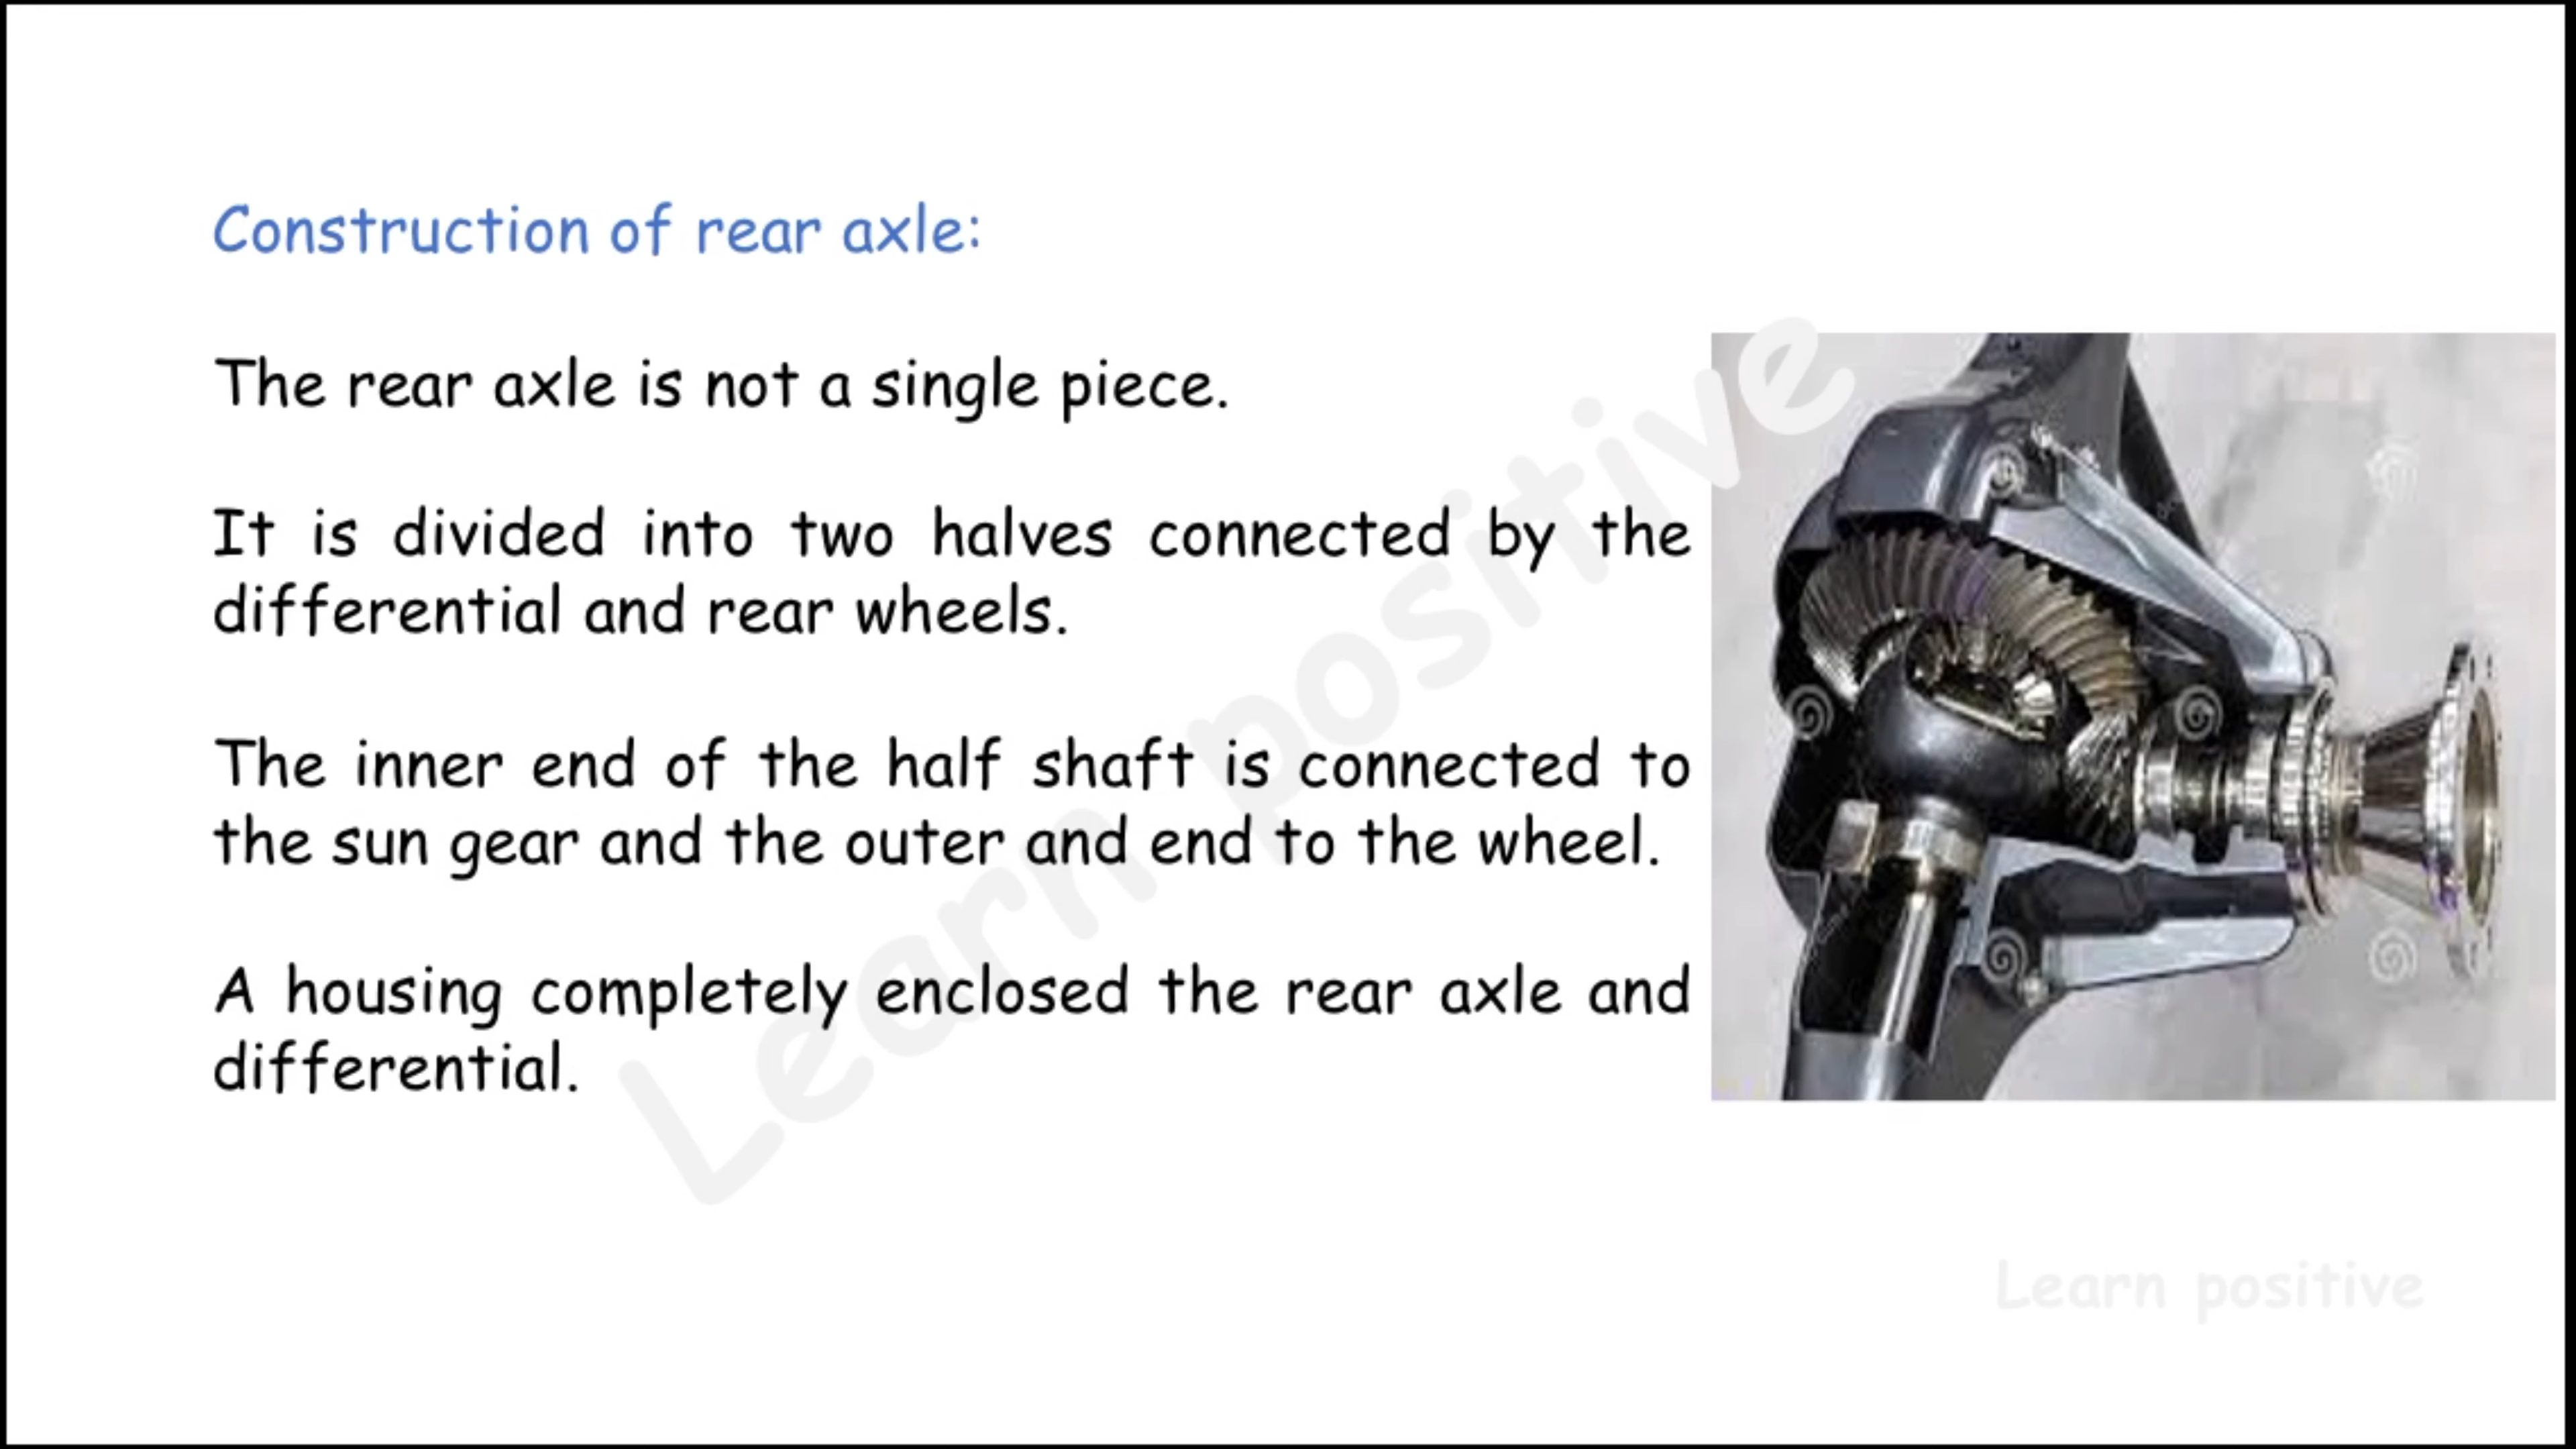 Construction of rear axle:
The rear axle is not a single piece.
It is divided into two halves connected by the
differential and rear wheels.
The inner end of the half shaft is connected to
the sun gear and the outer and end to the wheel.
A housing completely enclosed the rear axle and
differential.
Learn positive
Learn positive